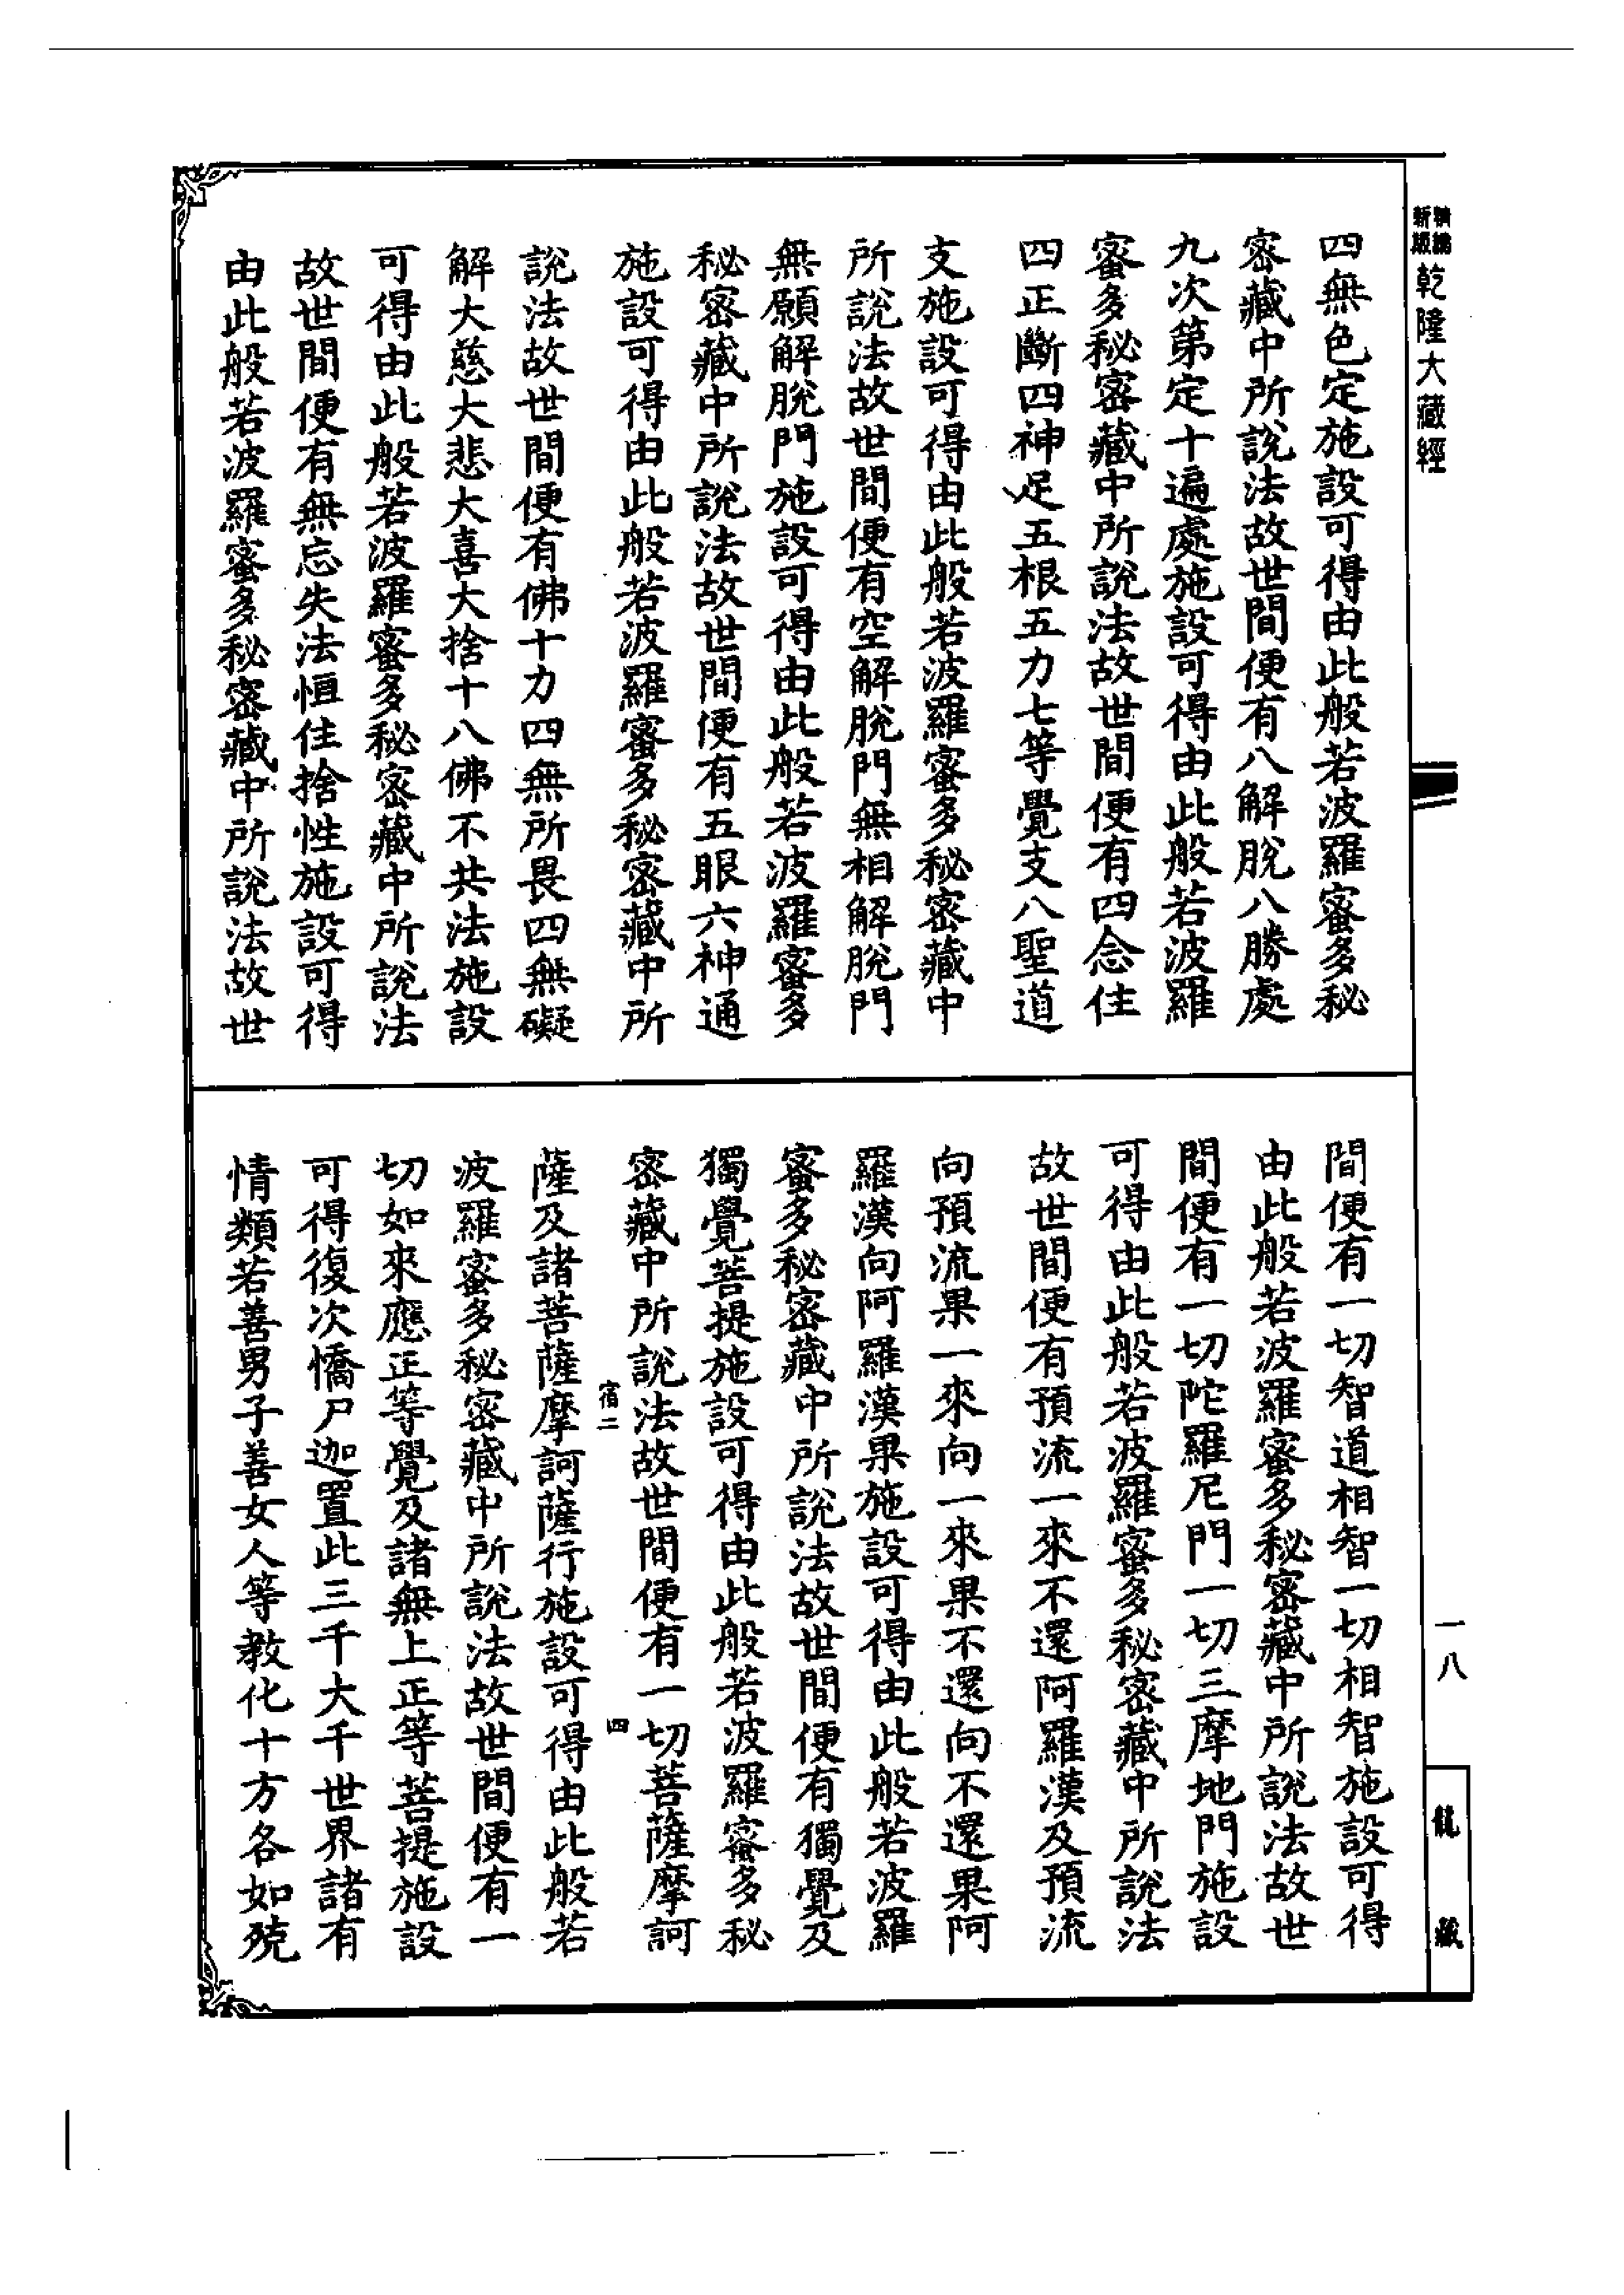 精編
新版
乾隆大藏經
四無色定施設可得由此般若波羅蜜多秘
密藏中所說法故世間便有八解脫八勝處
九次第定十遍處施設可得由此般若波羅
蜜多秘密藏中所說法故世間便有四念住
四正斷四神足五根五力七等覺支八聖道
支施設可得由此般若波羅蜜多秘密藏中
所說法故世間便有空解脫門無相解脫門
無願解脫門施設可得由此般若波羅蜜多
秘密藏中所說法故世間便有五眼六神通
施設可得由此般若波羅蜜多秘密藏中所
說法故世間便有佛十力四無所畏四無礙
解大慈大悲大喜大捨十八佛不共法施設
可得由此般若波羅蜜多秘密藏中所說法
故世間便有無忘失法恒住捨性施設可得
由此般若波羅蜜多秘密藏中所說法故世
間便有一切智道相智一切相智施設可得
由此般若波羅蜜多秘密藏中所說法故世
間便有一切陀羅尼門一切三摩地門施設
可得由此般若波羅蜜多秘密藏中所說法
故世間便有預流一來不還阿羅漢及預流
向預流果一來向一來果不還向不還果阿
羅漢向阿羅漢果施設可得由此般若波羅
蜜多秘密藏中所說法故世間便有獨覺及
獨覺菩提施設可得由此般若波羅蜜多秘
密藏中所說法故世間便有一切菩薩摩訶
宿二 四
薩及諸菩薩摩訶薩行施設可得由此般若
波羅蜜多秘密藏中所說法故世間便有一
切如來應正等覺及諸無上正等菩提施設
可得復次憍尸迦置此三千大千世界諸有
情類若善男子善女人等教化十方各如殑
一八
龍藏